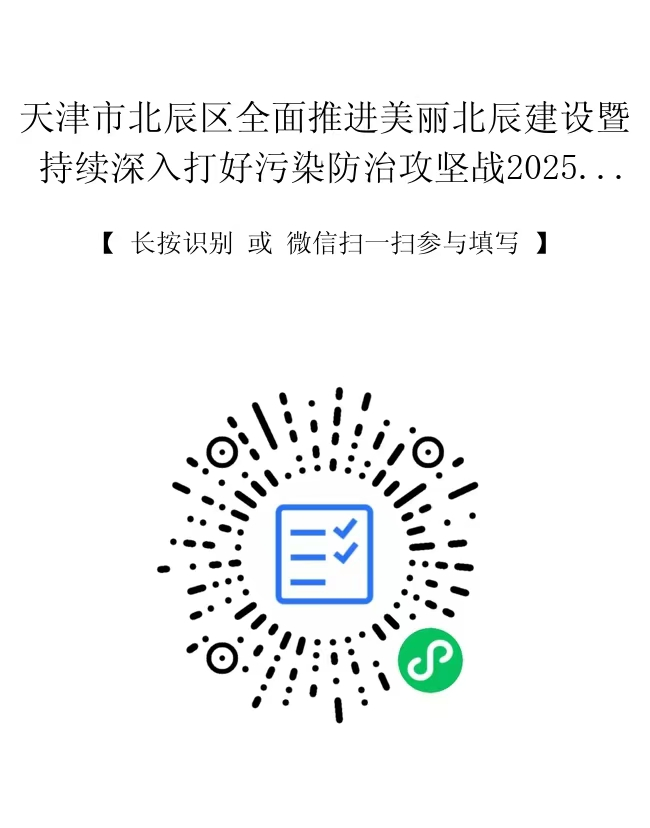 天津市北辰区全面推进美丽北辰建设暨
持续深入打好污染防治攻坚战2025...
【 长按识别 或 微信扫一扫参与填写 】